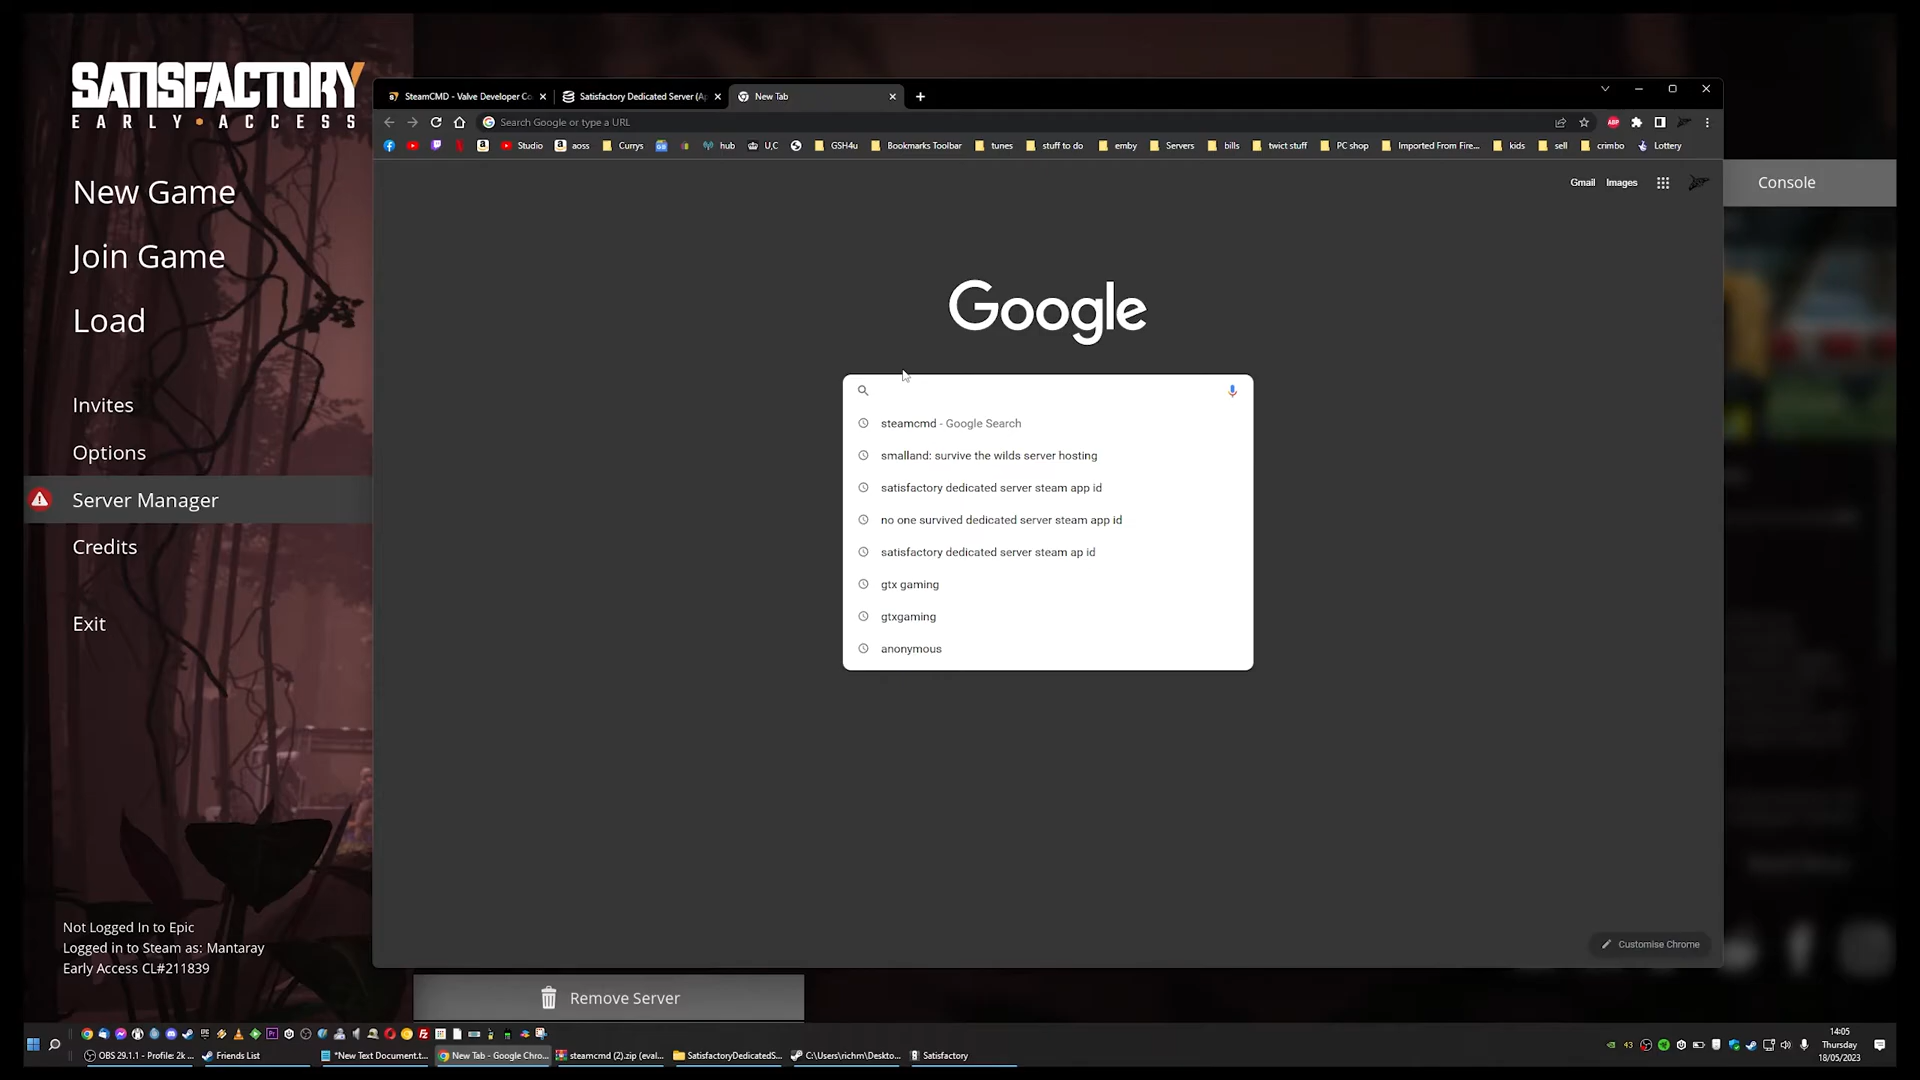 SATISFACTORY
EARLY ACCESS
New Game
Join Game
Load
Invites
Options
Server Manager
Credits
Exit
Not Logged In to Epic
Logged in to Steam as: Mantaray
Early Access CL#211839
SteamCMD - Valve Developer Co
Satisfactory Dedicated Server (Ap
New Tab
Search Google or type a URL
Studio
aoss
Currys
hub
U,C
GSH4u
Bookmarks Toolbar
tunes
stuff to do
emby
Servers
bills
twict stuff
PC shop
Imported From Fire...
kids
sell
crimbo
Lottery
Gmail
Images
Console
Google
steamcmd - Google Search
smalland: survive the wilds server hosting
satisfactory dedicated server steam app id
no one survived dedicated server steam app id
satisfactory dedicated server steam ap id
gtx gaming
gtxgaming
anonymous
Customise Chrome
Remove Server
OBS 29.1.1 - Profile: 2k ...
Friends List
*New Text Document.t...
New Tab - Google Chro...
steamcmd (2).zip (eval...
SatisfactoryDedicatedS...
C:\Users\richm\Deskto...
Satisfactory
43
14:05
Thursday
18/05/2023